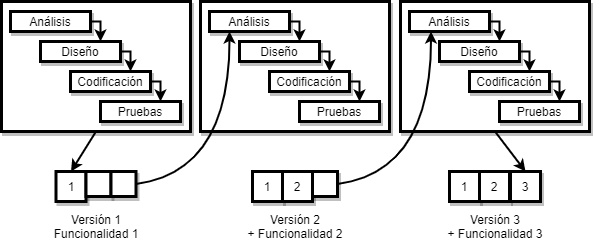 Análisis
Diseño
Codificación
Pruebas
Análisis
Diseño
Codificación
Pruebas
Análisis
Diseño
Codificación
Pruebas
1
1 2
1 2 3
Versión 1
Funcionalidad 1
Versión 2
+ Funcionalidad 2
Versión 3
+ Funcionalidad 3